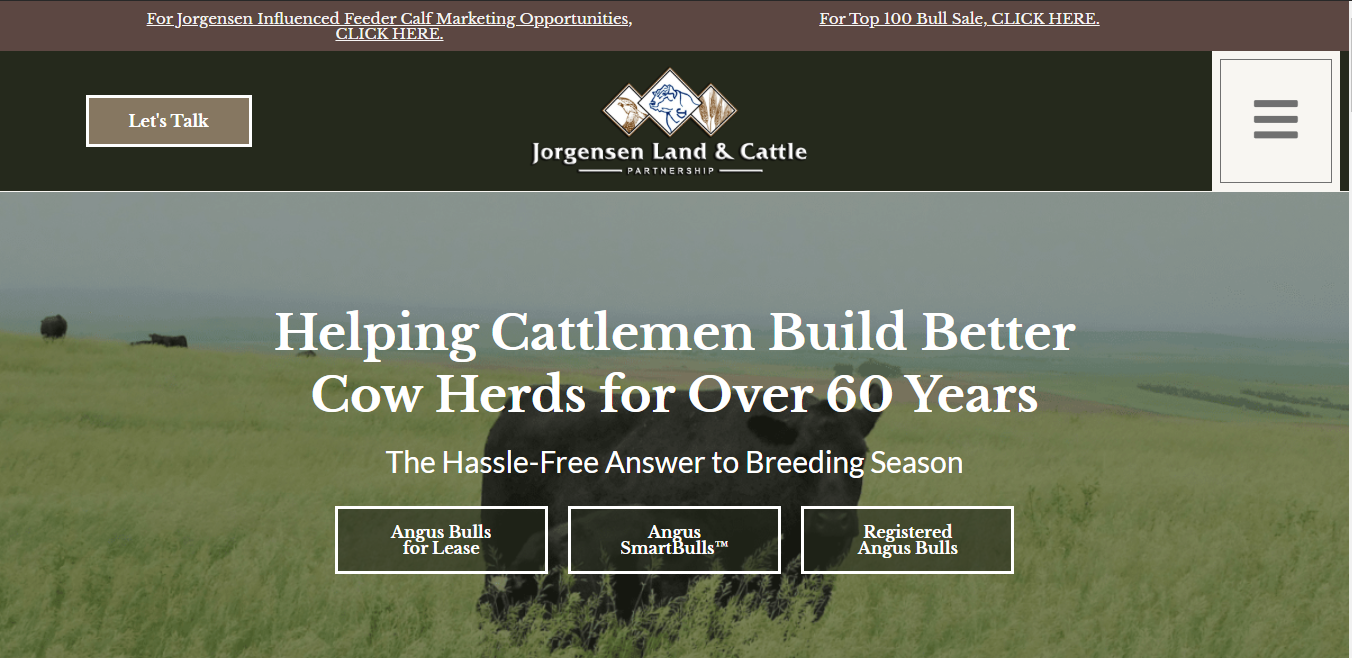 For Jorgensen Influenced Feeder Calf Marketing Opportunities,
CLICK HERE.
For Top 100 Bull Sale, CLICK HERE.
Let's Talk
Jorgensen Land & Cattle
PARTNERSHIP
Helping Cattlemen Build Better
Cow Herds for Over 60 Years
The Hassle-Free Answer to Breeding Season
Angus Bulls
for Lease
Angus
SmartBulls™
Registered
Angus Bulls